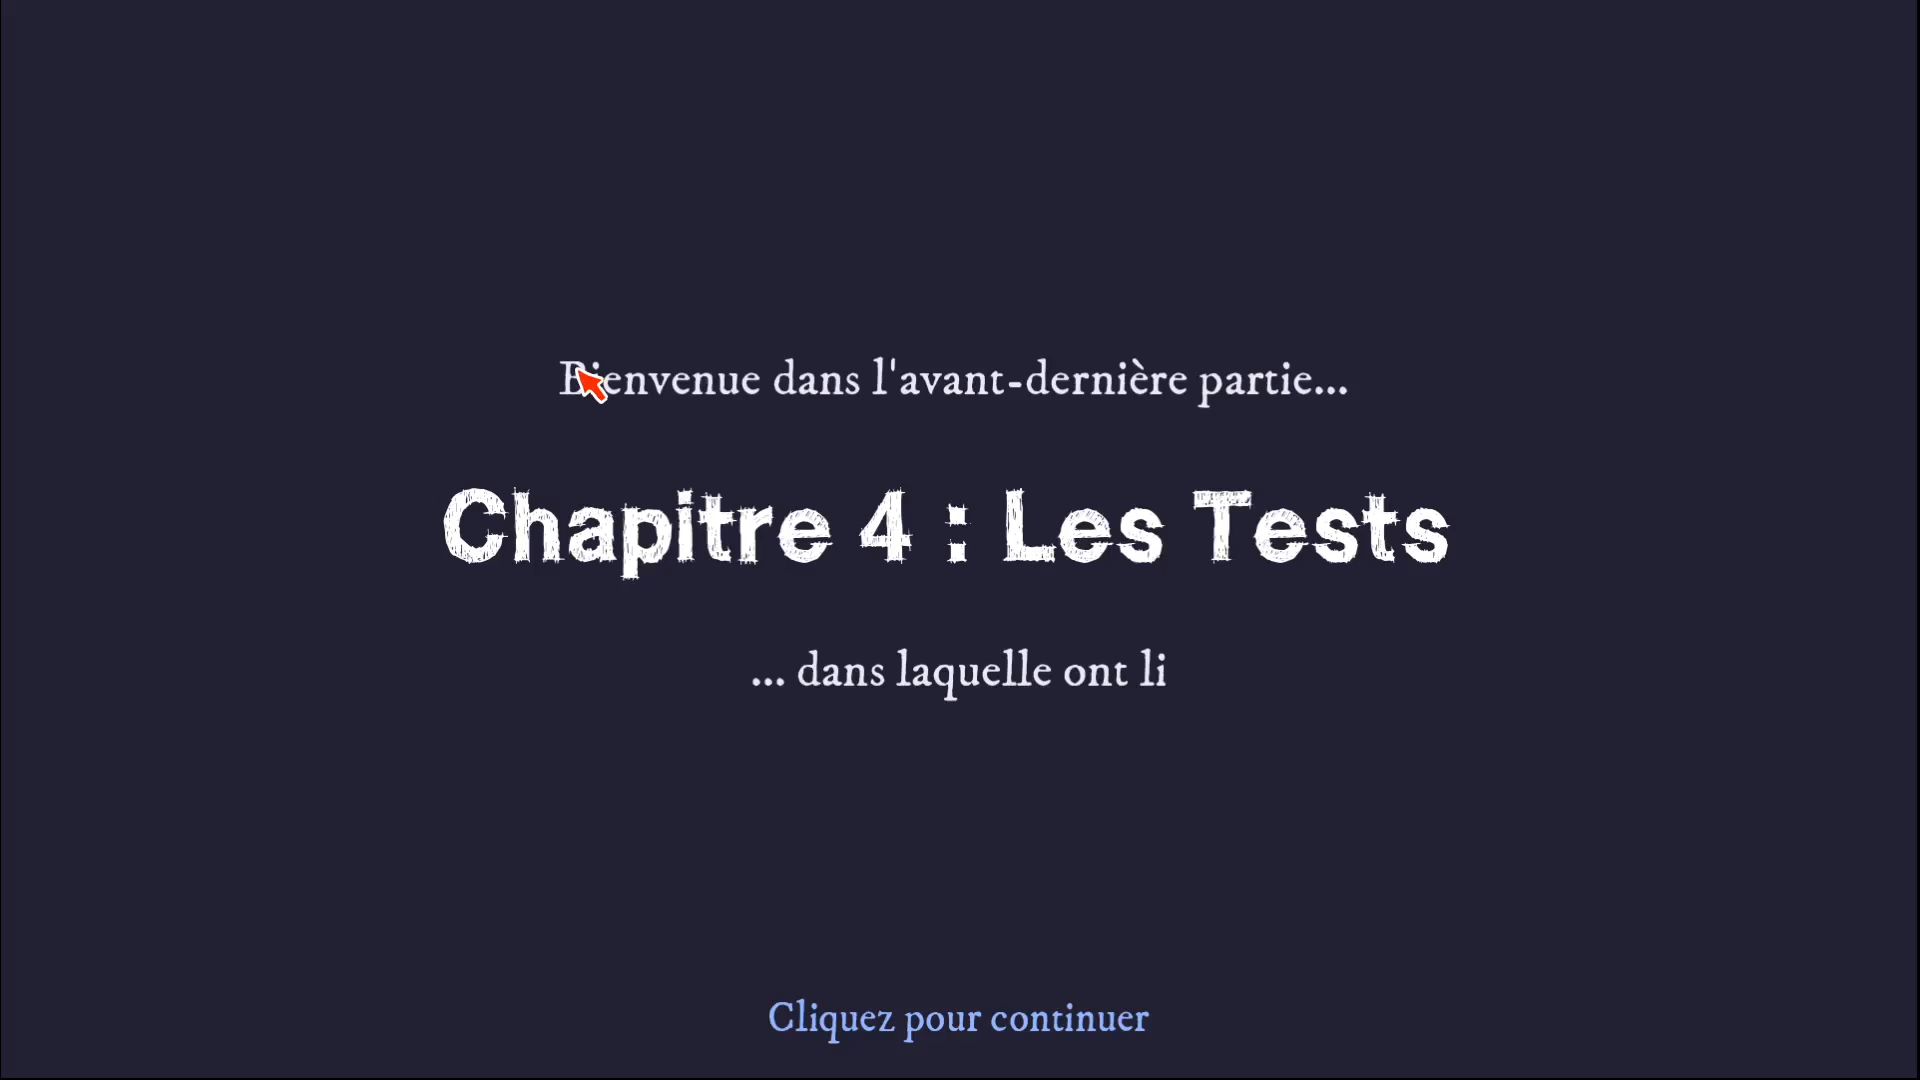 Bienvenue dans l'avant-dernière partie...
Chapitre 4 : Les Tests
... dans laquelle ont li
Cliquez pour continuer